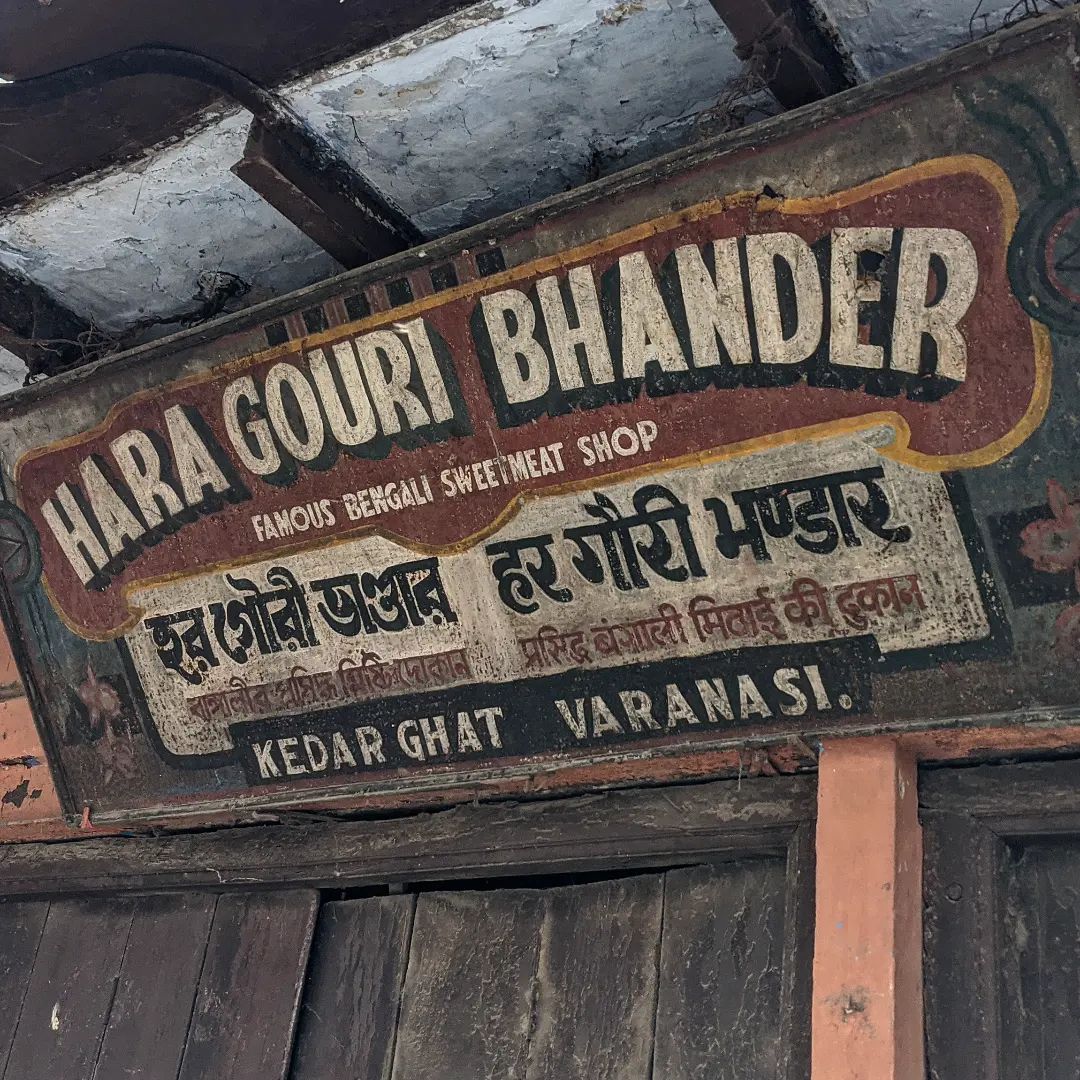 HARA GOURI BHANDER
FAMOUS BENGALI SWEETMEAT SHOP
হর গৌরী ভাণ্ডার
বাঙ্গালীর প্রসিদ্ধ মিষ্টির দোকান
हर गौरी भण्डार
प्रसिद्ध बंगाली मिठाई की दुकान
KEDAR GHAT VARANASI.